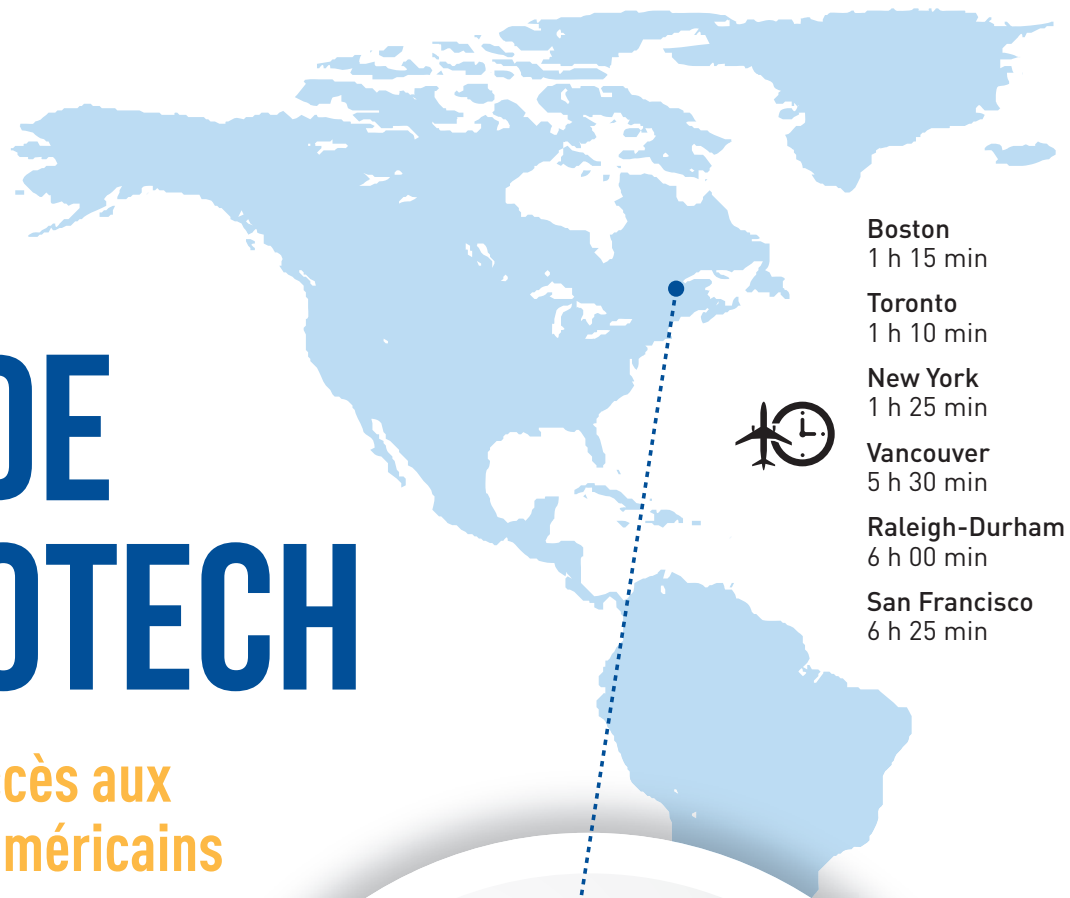 DE
OTECH
cès aux
méricains
Boston
1 h 15 min
Toronto
1 h 10 min
New York
1 h 25 min
Vancouver
5 h 30 min
Raleigh-Durham
6 h 00 min
San Francisco
6 h 25 min